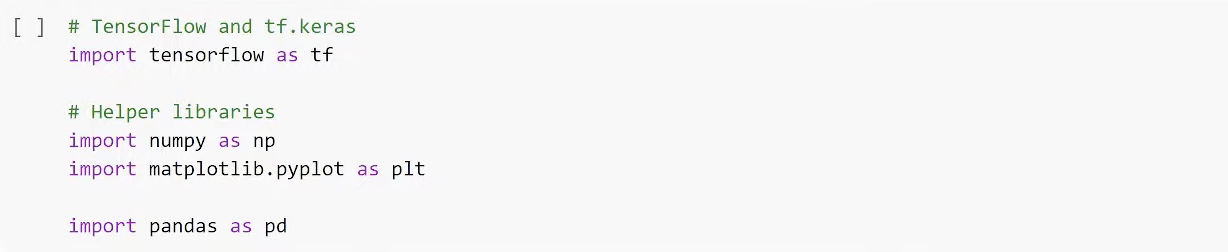 [ ] # TensorFlow and tf.keras
import tensorflow as tf
# Helper libraries
import numpy as np
import matplotlib.pyplot as plt
import pandas as pd